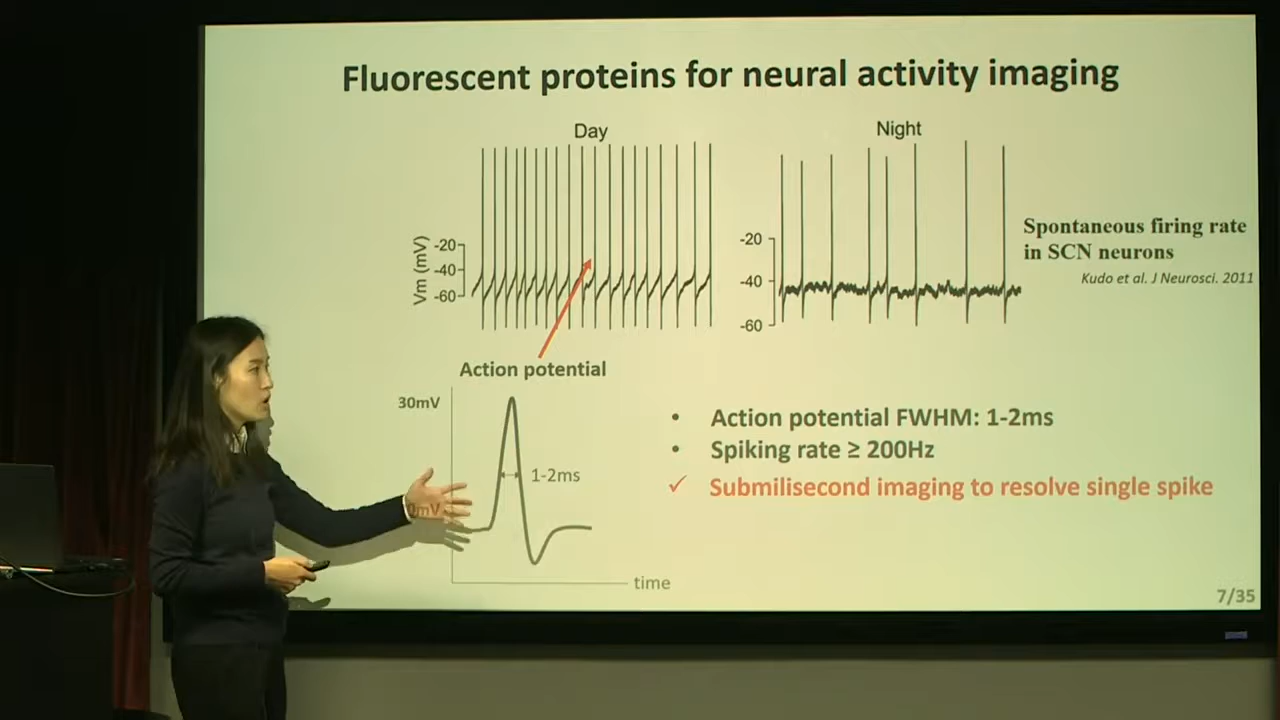 Fluorescent proteins for neural activity imaging
Day
Night
Vm (mV)
-20
-40
-60
-20
-40
-60
Spontaneous firing rate
in SCN neurons
Kudo et al. J Neurosci. 2011
Action potential
30mV
1-2ms
0mV
time
• Action potential FWHM: 1-2ms
• Spiking rate ≥ 200Hz
✓ Submilisecond imaging to resolve single spike
7/35